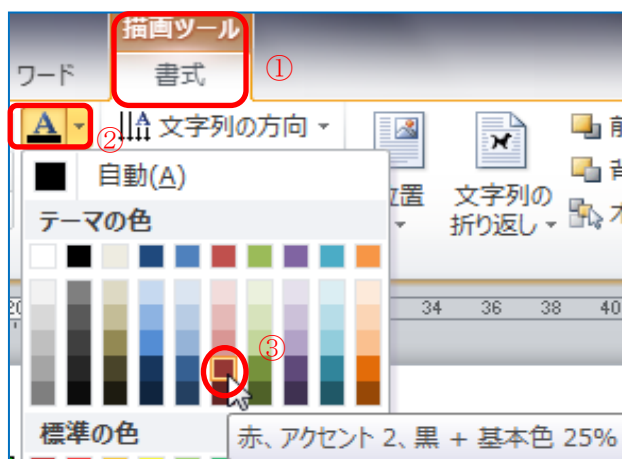 描画ツール
ワード 書式 ①
A ② A 文字列の方向
自動(A)
置 文字列の
折り返し
テーマの色
34 36 38 40
③
標準の色
赤、アクセント 2、黒 + 基本色 25%